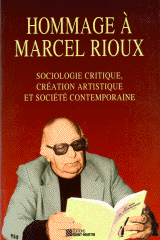 HOMMAGE À
MARCEL RIOUX
SOCIOLOGIE CRITIQUE,
CRÉATION ARTISTIQUE
ET SOCIÉTÉ CONTEMPORAINE